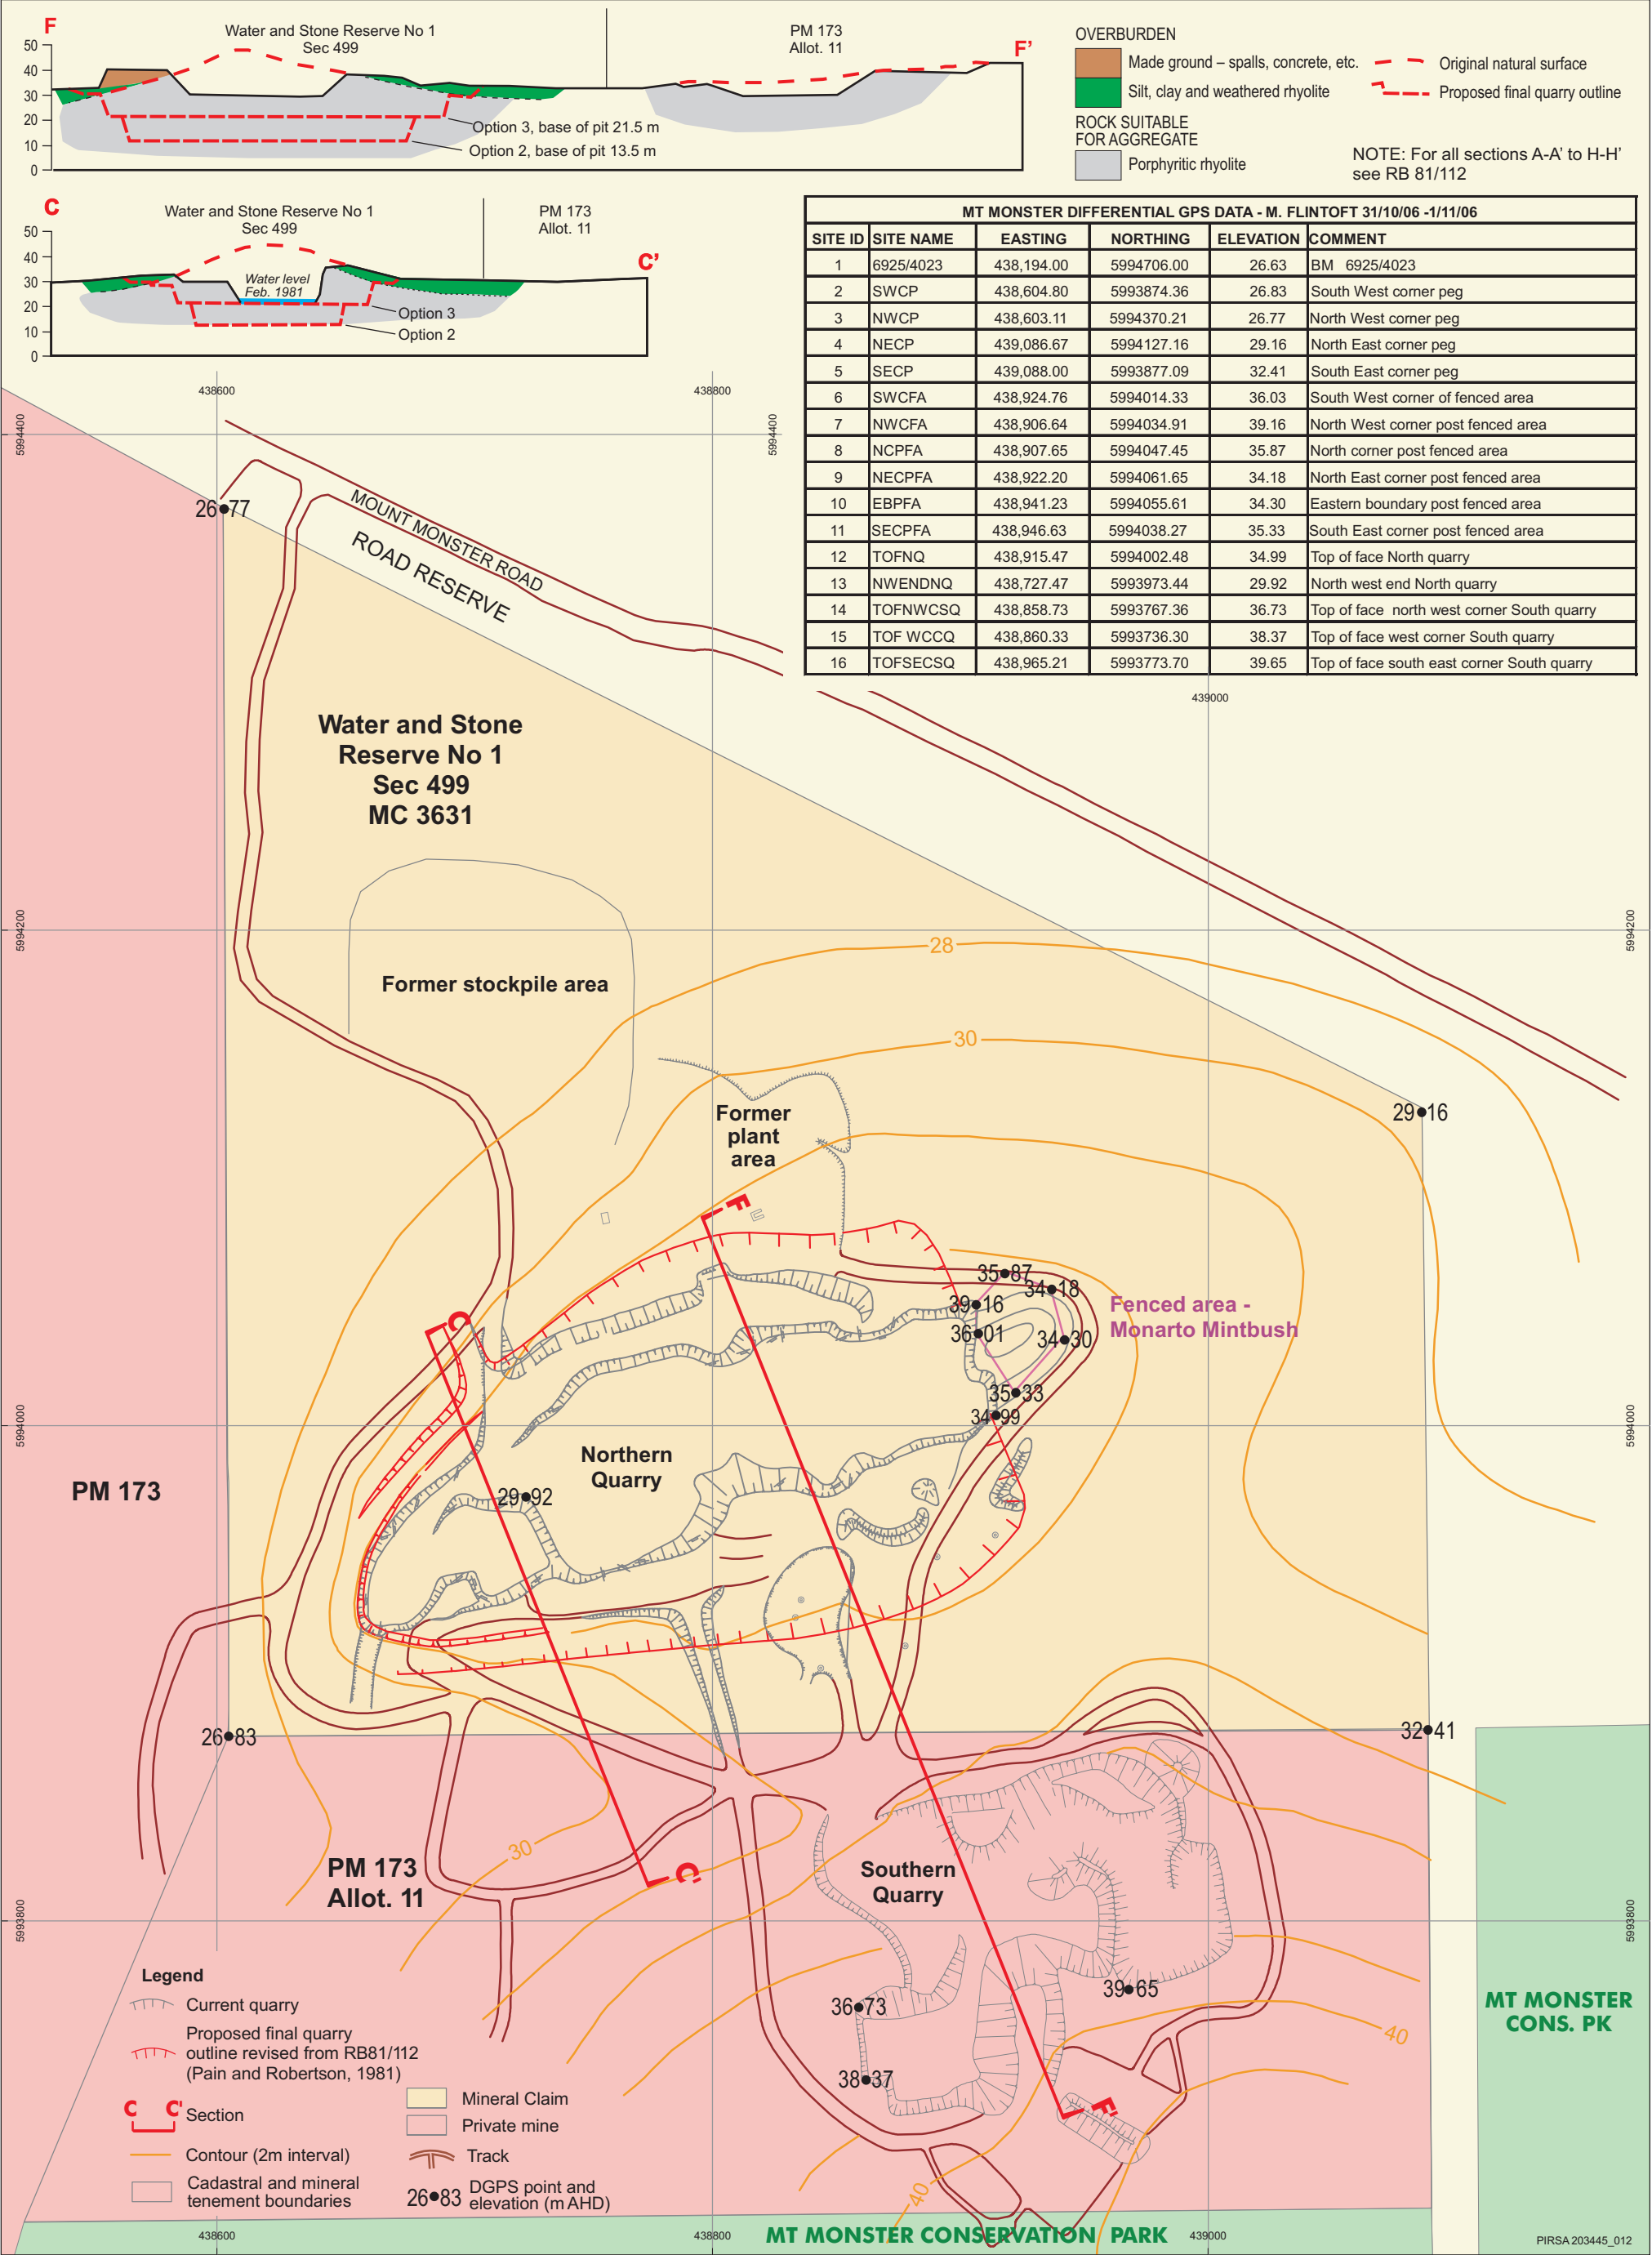 F
Water and Stone Reserve No 1
Sec 499
PM 173
Allot. 11
F'
50
40
30
20
10
0
Option 3, base of pit 21.5 m
Option 2, base of pit 13.5 m
OVERBURDEN
Made ground – spalls, concrete, etc.
Silt, clay and weathered rhyolite
ROCK SUITABLE
FOR AGGREGATE
Porphyritic rhyolite
Original natural surface
Proposed final quarry outline
NOTE: For all sections A-A' to H-H'
see RB 81/112
C
Water and Stone Reserve No 1
Sec 499
PM 173
Allot. 11
C'
50
40
30
20
10
0
Water level
Feb. 1981
Option 3
Option 2
MT MONSTER DIFFERENTIAL GPS DATA - M. FLINTOFT 31/10/06 -1/11/06
SITE ID SITE NAME EASTING NORTHING ELEVATION COMMENT
1 6925/4023 438,194.00 5994706.00 26.63 BM 6925/4023
2 SWCP 438,604.80 5993874.36 26.83 South West corner peg
3 NWCP 438,603.11 5994370.21 26.77 North West corner peg
4 NECP 439,086.67 5994127.16 29.16 North East corner peg
5 SECP 439,088.00 5993877.09 32.41 South East corner peg
6 SWCFA 438,924.76 5994014.33 36.03 South West corner of fenced area
7 NWCFA 438,906.64 5994034.91 39.16 North West corner post fenced area
8 NCPFA 438,907.65 5994047.45 35.87 North corner post fenced area
9 NECPFA 438,922.20 5994061.65 34.18 North East corner post fenced area
10 EBPFA 438,941.23 5994055.61 34.30 Eastern boundary post fenced area
11 SECPFA 438,946.63 5994038.27 35.33 South East corner post fenced area
12 TOFNQ 438,915.47 5994002.48 34.99 Top of face North quarry
13 NWENDNQ 438,727.47 5993973.44 29.92 North west end North quarry
14 TOFNWCSQ 438,858.73 5993767.36 36.73 Top of face north west corner South quarry
15 TOF WCCQ 438,860.33 5993736.30 38.37 Top of face west corner South quarry
16 TOFSECSQ 438,965.21 5993773.70 39.65 Top of face south east corner South quarry
438600
438800
5994400
5994400
439000
26•77
MOUNT MONSTER ROAD
ROAD RESERVE
Water and Stone
Reserve No 1
Sec 499
MC 3631
5994200
5994200
28
Former stockpile area
30
Former
plant
area
29•16
F
35•87
34•18
39•16
Fenced area -
Monarto Mintbush
C
36•01
34•30
35•33
34•99
5994000
5994000
Northern
Quarry
PM 173
29•92
26•83
32•41
30
PM 173
Allot. 11
C'
Southern
Quarry
5993800
5993800
39•65
36•73
40
38•37
F'
40
MT MONSTER
CONS. PK
Legend
Current quarry
Proposed final quarry
outline revised from RB81/112
(Pain and Robertson, 1981)
C C' Section
Contour (2m interval)
Cadastral and mineral
tenement boundaries
Mineral Claim
Private mine
Track
26•83 DGPS point and
elevation (m AHD)
438600
438800
MT MONSTER CONSERVATION PARK
439000
PIRSA 203445_012